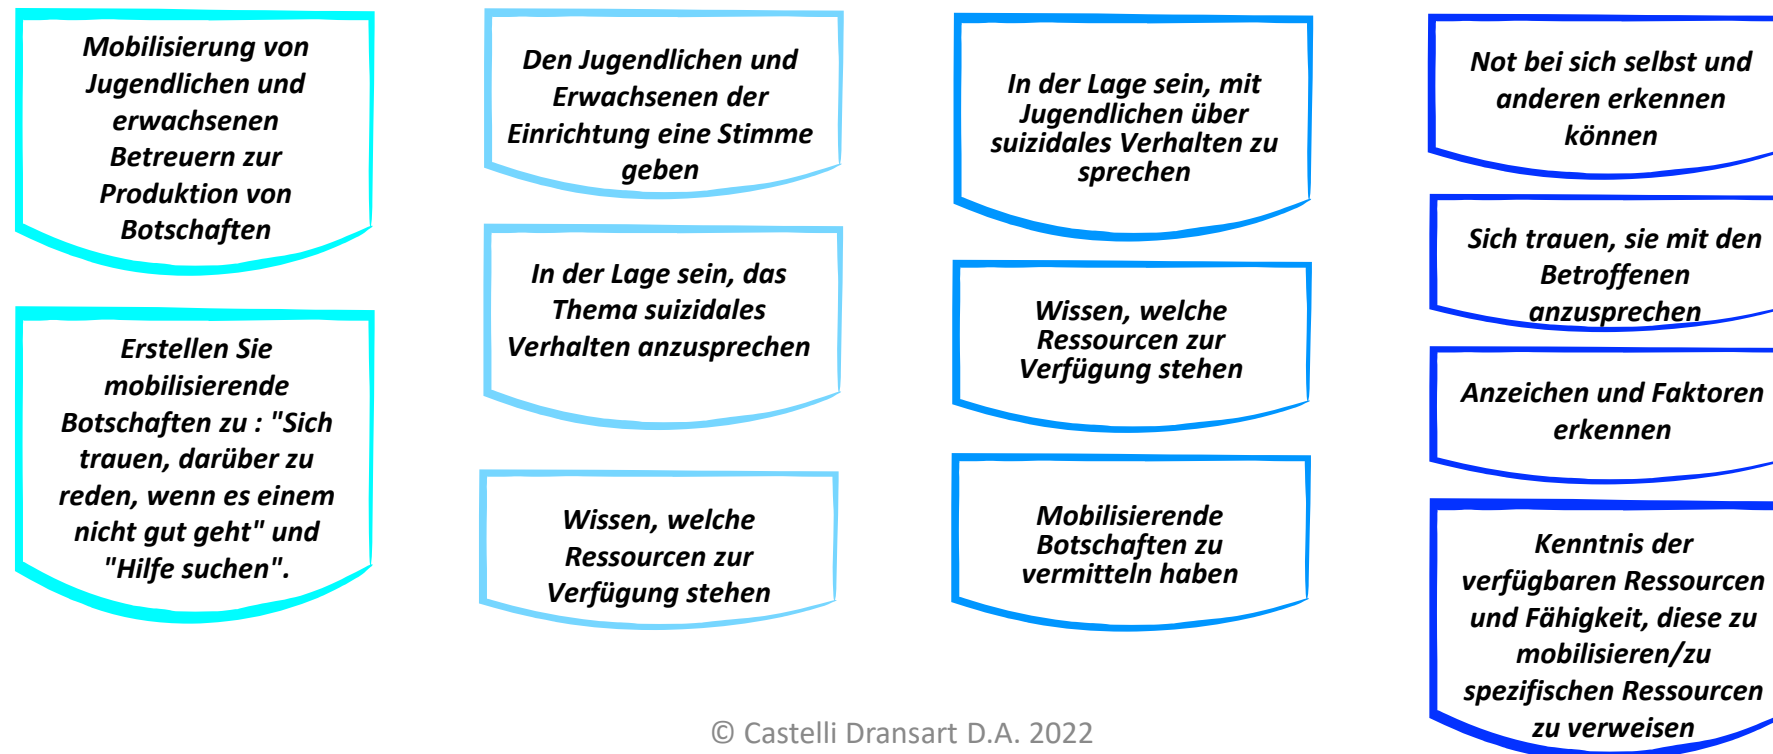 Mobilisierung von
Jugendlichen und
erwachsenen
Betreuern zur
Produktion von
Botschaften
Erstellen Sie
mobilisierende
Botschaften zu : "Sich
trauen, darüber zu
reden, wenn es einem
nicht gut geht" und
"Hilfe suchen".
Den Jugendlichen und
Erwachsenen der
Einrichtung eine Stimme
geben
In der Lage sein, das
Thema suizidales
Verhalten anzusprechen
Wissen, welche
Ressourcen zur
Verfügung stehen
In der Lage sein, mit
Jugendlichen über
suizidales Verhalten zu
sprechen
Wissen, welche
Ressourcen zur
Verfügung stehen
Mobilisierende
Botschaften zu
vermitteln haben
Not bei sich selbst und
anderen erkennen
können
Sich trauen, sie mit den
Betroffenen
anzusprechen
Anzeichen und Faktoren
erkennen
Kenntnis der
verfügbaren Ressourcen
und Fähigkeit, diese zu
mobilisieren/zu
spezifischen Ressourcen
zu verweisen
© Castelli Dransart D.A. 2022